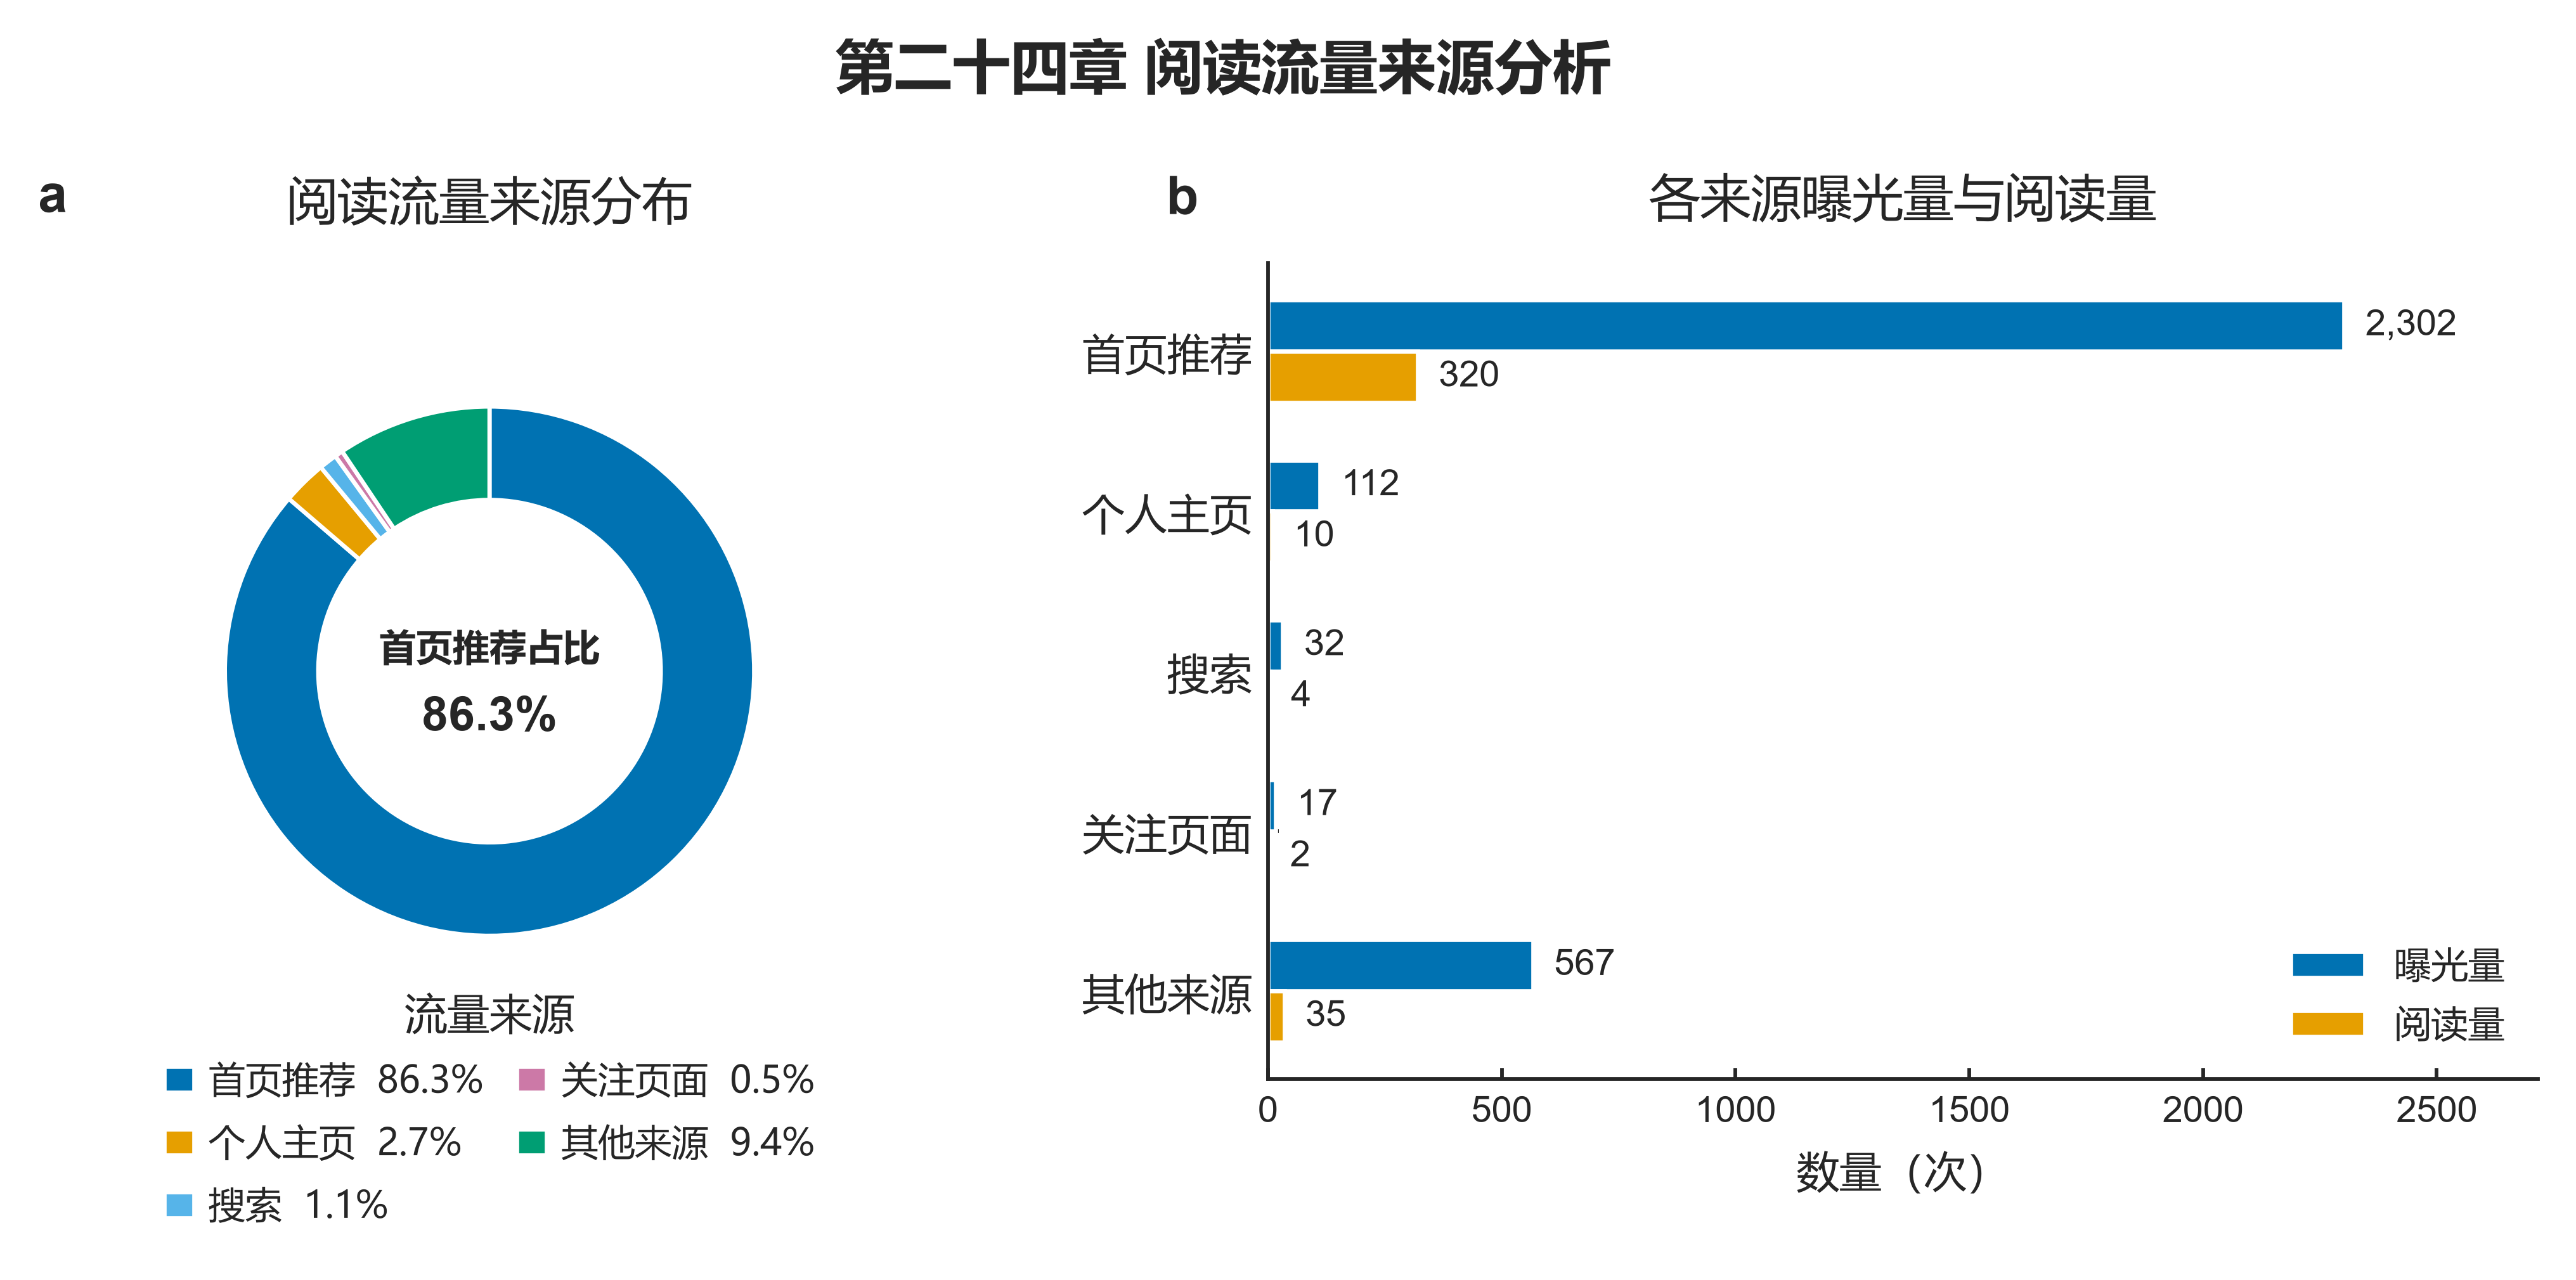 第二十四章 阅读流量来源分析
a
阅读流量来源分布
首页推荐占比
86.3%
流量来源
首页推荐 86.3%
个人主页 2.7%
搜索 1.1%
关注页面 0.5%
其他来源 9.4%
b
各来源曝光量与阅读量
首页推荐
2,302
320
个人主页
112
10
搜索
32
4
关注页面
17
2
其他来源
567
35
曝光量
阅读量
0 500 1000 1500 2000 2500
数量（次）